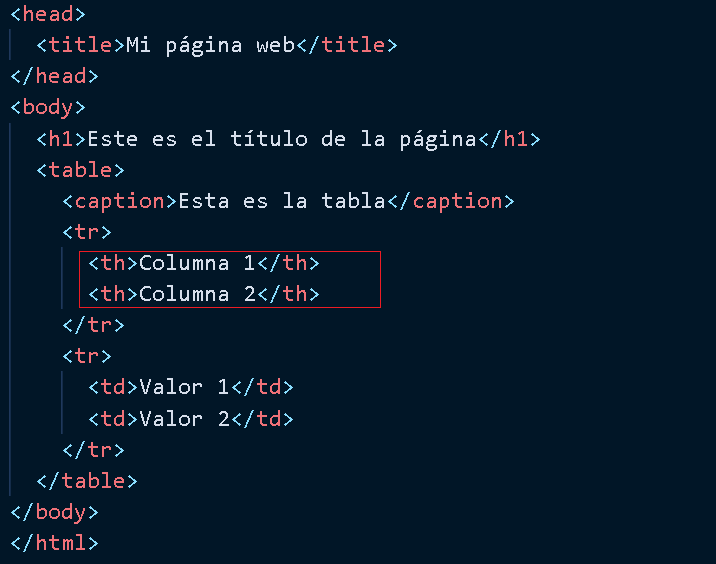 <head>
<title>Mi página web</title>
</head>
<body>
<h1>Este es el título de la página</h1>
<table>
<caption>Esta es la tabla</caption>
<tr>
<th>Columna 1</th>
<th>Columna 2</th>
</tr>
<tr>
<td>Valor 1</td>
<td>Valor 2</td>
</tr>
</table>
</body>
</html>